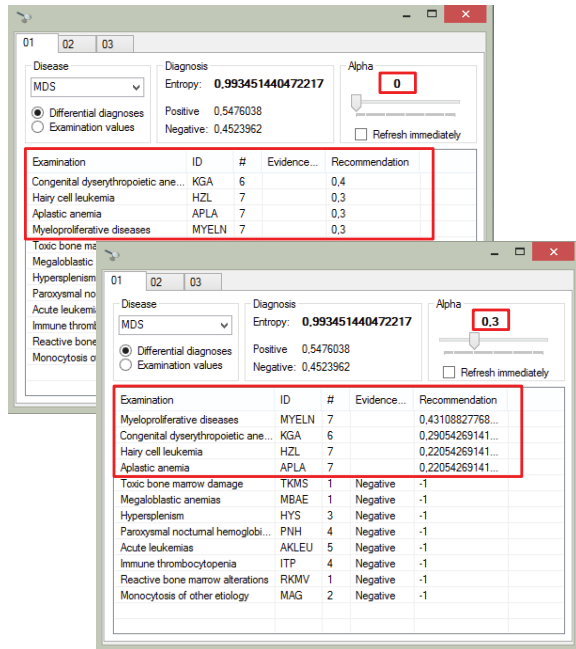 01 02 03
Disease Diagnosis Alpha
MDS Entropy: 0,993451440472217 0
Differential diagnoses Positive 0,5476038
Examination values Negative: 0,4523962 Refresh immediately
Examination ID # Evidence... Recommendation
Congenital dyserythropoietic ane... KGA 6 0,4
Hairy cell leukemia HZL 7 0,3
Aplastic anemia APLA 7 0,3
Myeloproliferative diseases MYELN 7 0,3
Toxic bone ma
Megaloblastic
Hypersplenism
Paroxysmal no
Acute leukemi
Immune thromb
Reactive bone
Monocytosis o
01 02 03
Disease Diagnosis Alpha
MDS Entropy: 0,993451440472217 0,3
Differential diagnoses Positive 0,5476038
Examination values Negative: 0,4523962 Refresh immediately
Examination ID # Evidence... Recommendation
Myeloproliferative diseases MYELN 7 0,43108827768...
Congenital dyserythropoietic ane... KGA 6 0,29054269141...
Hairy cell leukemia HZL 7 0,22054269141...
Aplastic anemia APLA 7 0,22054269141...
Toxic bone marrow damage TKMS 1 Negative -1
Megaloblastic anemias MBAE 1 Negative -1
Hypersplenism HYS 3 Negative -1
Paroxysmal nocturnal hemoglobi... PNH 4 Negative -1
Acute leukemias AKLEU 5 Negative -1
Immune thrombocytopenia ITP 4 Negative -1
Reactive bone marrow alterations RKMV 1 Negative -1
Monocytosis of other etiology MAG 2 Negative -1